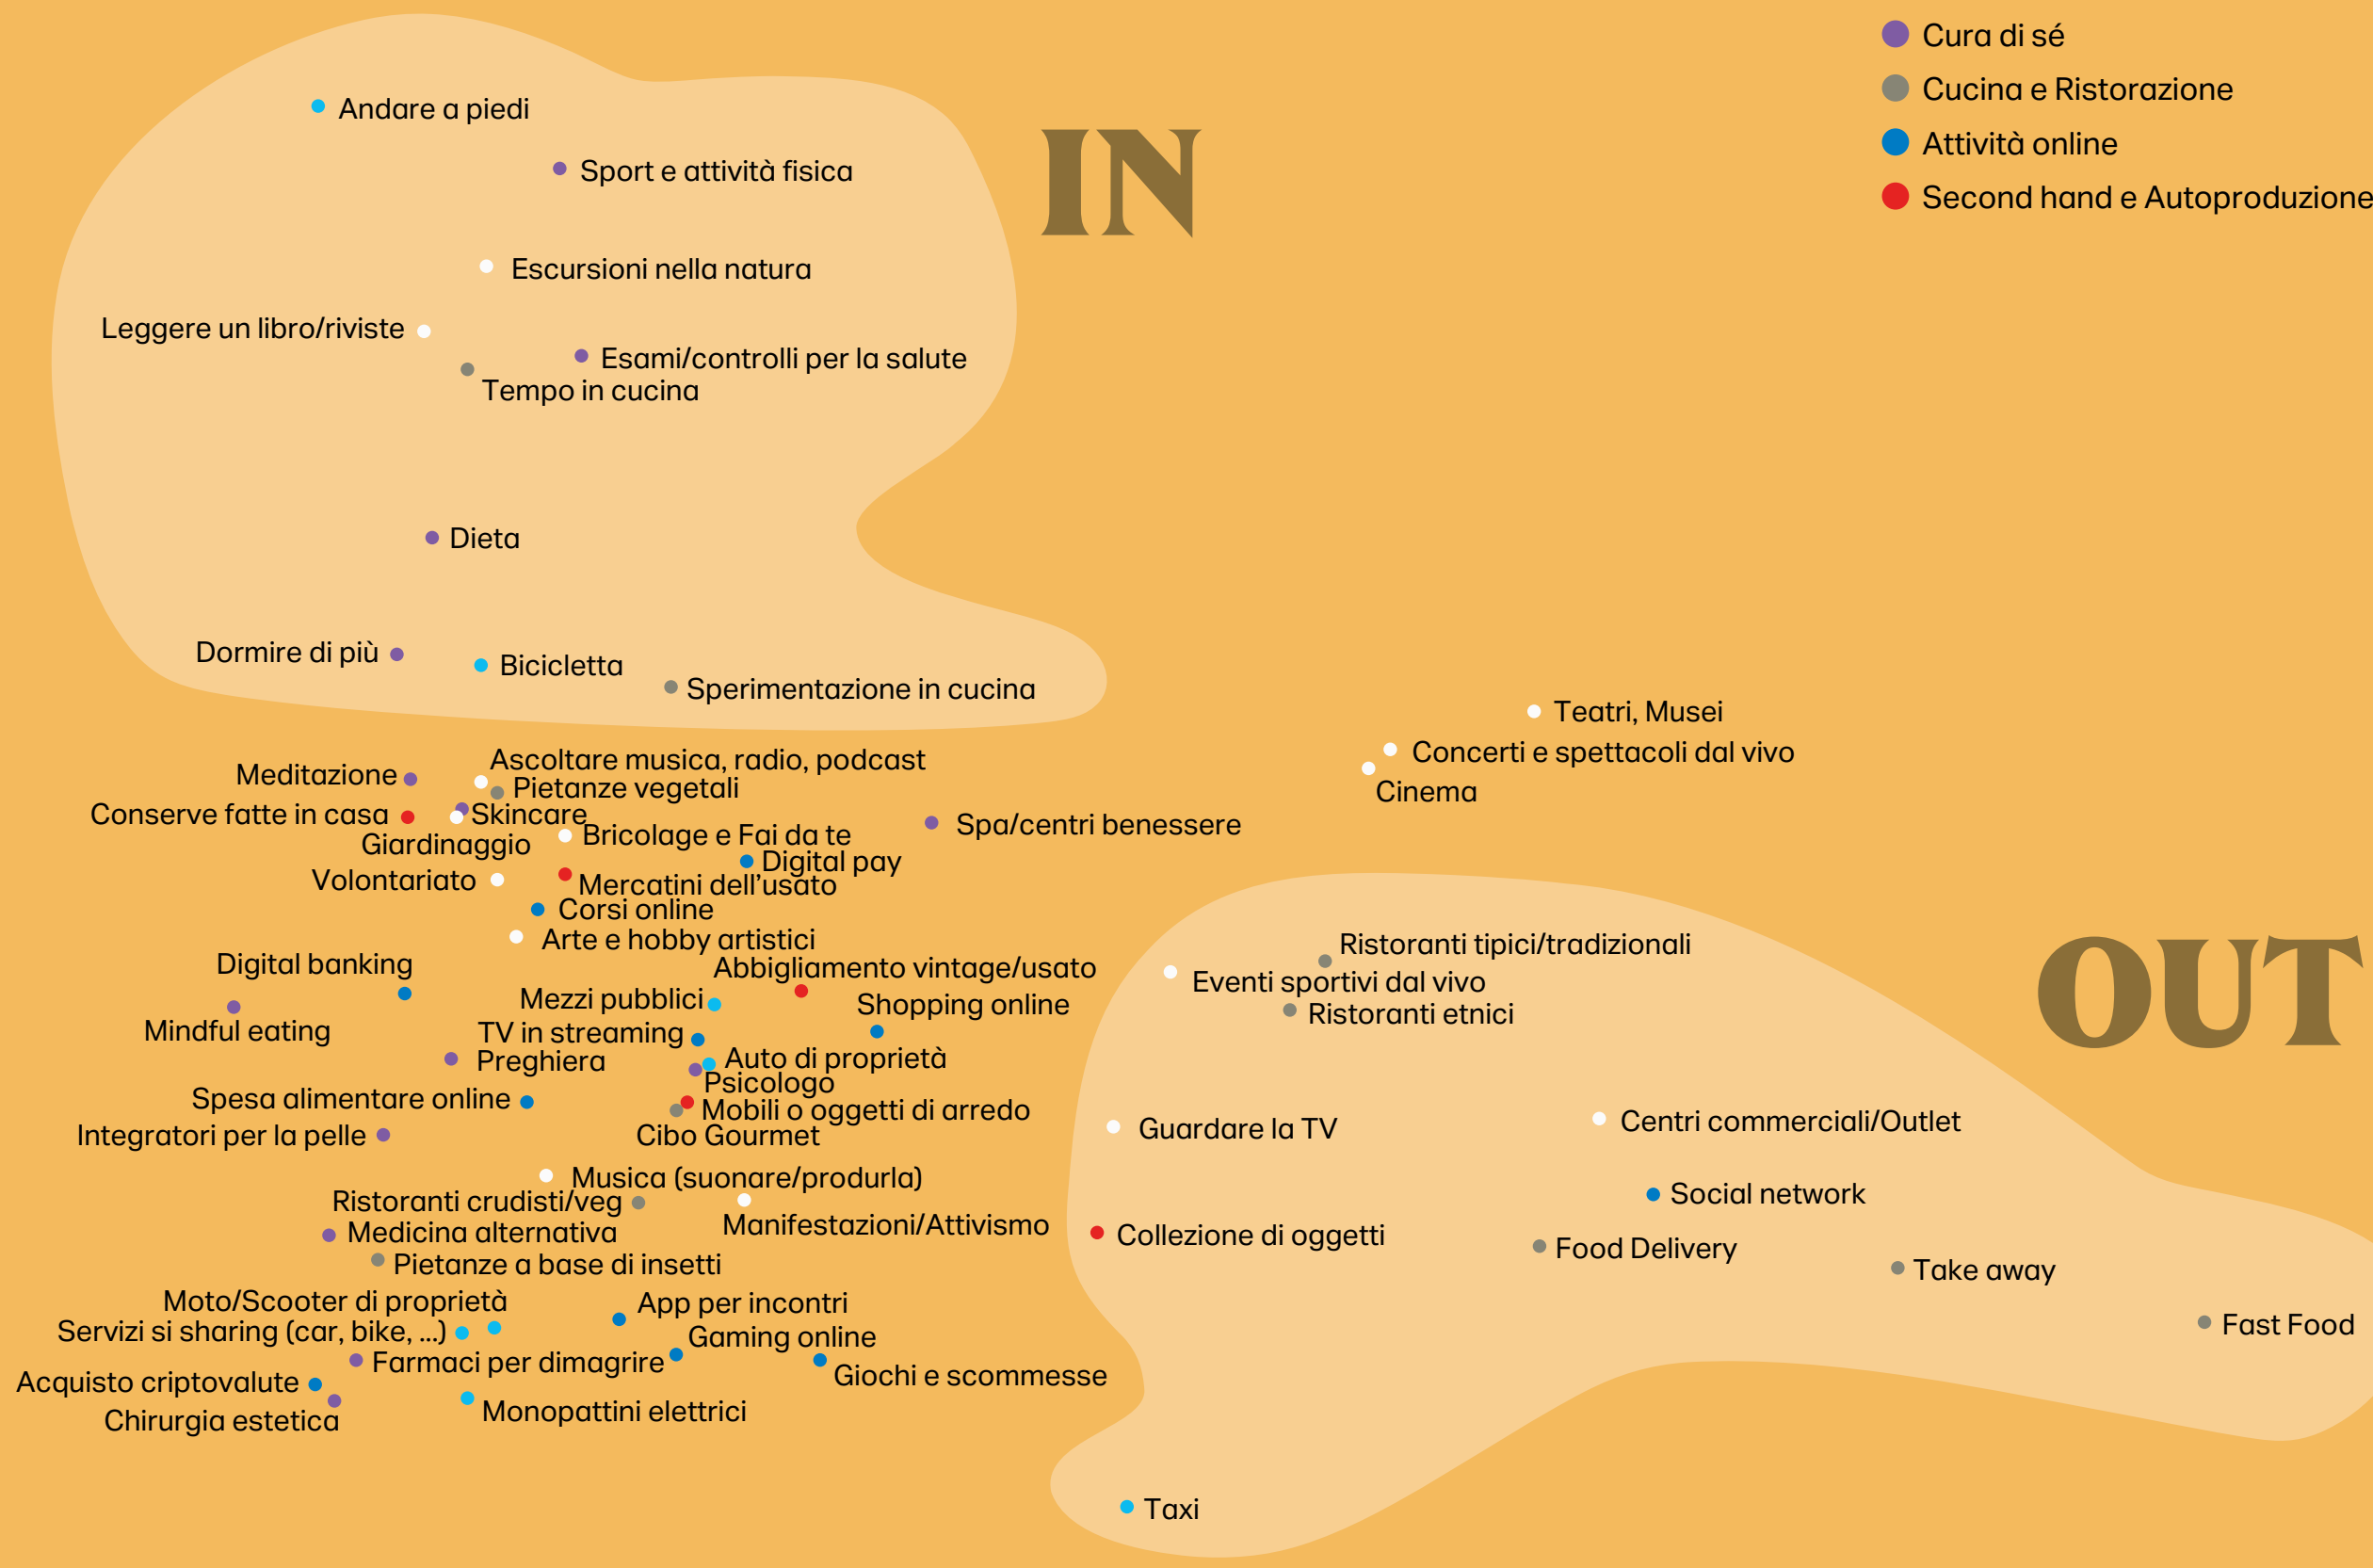 Cura di sé
Cucina e Ristorazione
Attività online
Second hand e Autoproduzione
Andare a piedi
IN
Sport e attività fisica
Escursioni nella natura
Leggere un libro/riviste
Esami/controlli per la salute
Tempo in cucina
Dieta
Dormire di più
Bicicletta
Sperimentazione in cucina
Teatri, Musei
Concerti e spettacoli dal vivo
Cinema
Ascoltare musica, radio, podcast
Meditazione
Pietanze vegetali
Conserve fatte in casa
Skincare
Giardinaggio
Bricolage e Fai da te
Spa/centri benessere
Digital pay
Volontariato
Mercatini dell’usato
Corsi online
Arte e hobby artistici
Digital banking
Abbigliamento vintage/usato
Mezzi pubblici
Shopping online
Mindful eating
TV in streaming
Preghiera
Auto di proprietà
Psicologo
Spesa alimentare online
Mobili o oggetti di arredo
Integratori per la pelle
Cibo Gourmet
Musica (suonare/produrla)
Ristoranti crudisti/veg
Manifestazioni/Attivismo
Medicina alternativa
Pietanze a base di insetti
Moto/Scooter di proprietà
App per incontri
Servizi si sharing (car, bike, ...)
Gaming online
Farmaci per dimagrire
Giochi e scommesse
Acquisto criptovalute
Chirurgia estetica
Monopattini elettrici
OUT
Ristoranti tipici/tradizionali
Eventi sportivi dal vivo
Ristoranti etnici
Guardare la TV
Centri commerciali/Outlet
Social network
Collezione di oggetti
Food Delivery
Take away
Fast Food
Taxi